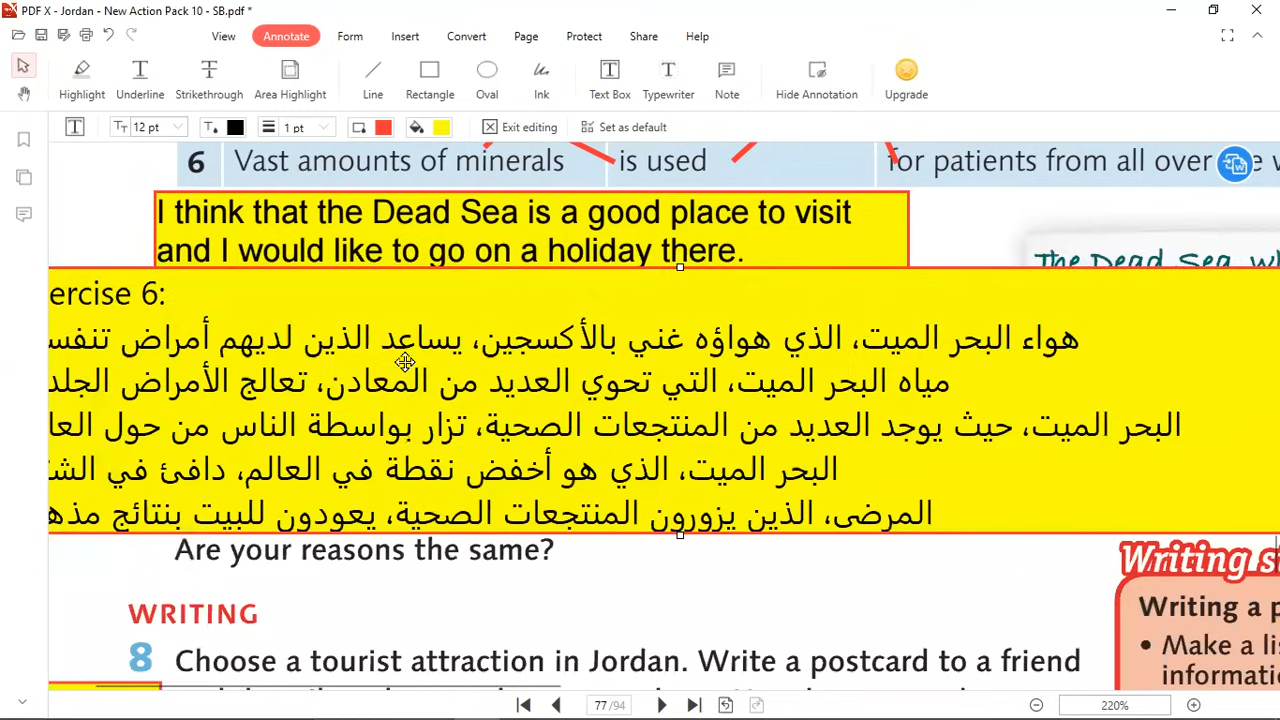 PDF X - Jordan - New Action Pack 10 - SB.pdf *
View Annotate Form Insert Convert Page Protect Share Help
Highlight Underline Strikethrough Area Highlight Line Rectangle Oval Ink Text Box Typewriter Note Hide Annotation Upgrade
12 pt 1 pt Exit editing Set as default
6 Vast amounts of minerals is used for patients from all over
I think that the Dead Sea is a good place to visit
and I would like to go on a holiday there.
The Dead Sea, wh
ercise 6:
هواء البحر الميت، الذي هواؤه غني بالأكسجين، يساعد الذين لديهم أمراض تنفس
مياه البحر الميت، التي تحوي العديد من المعادن، تعالج الأمراض الجلد
البحر الميت، حيث يوجد العديد من المنتجعات الصحية، تزار بواسطة الناس من حول العا
البحر الميت، الذي هو أخفض نقطة في العالم، دافئ في الشت
المرضى، الذين يزورون المنتجعات الصحية، يعودون للبيت بنتائج مذه
Are your reasons the same?
WRITING
8 Choose a tourist attraction in Jordan. Write a postcard to a friend
Writing s
Writing a p
• Make a lis
information
77 /94
220%